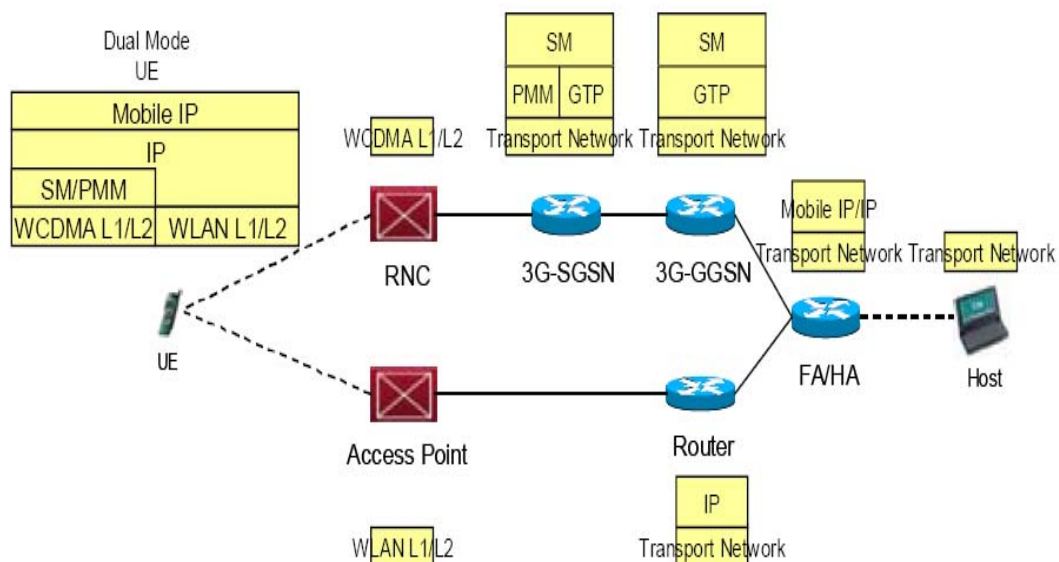 Dual Mode
UE
Mobile IP
IP
SM/PMM
WCDMA L1/L2 WLAN L1/L2
WCDMA L1/L2
SM
PMM GTP
Transport Network
SM
GTP
Transport Network
Mobile IP/IP
Transport Network
Transport Network
RNC
3G-SGSN
3G-GGSN
UE
FA/HA
Host
Access Point
Router
WLAN L1/L2
IP
Transport Network